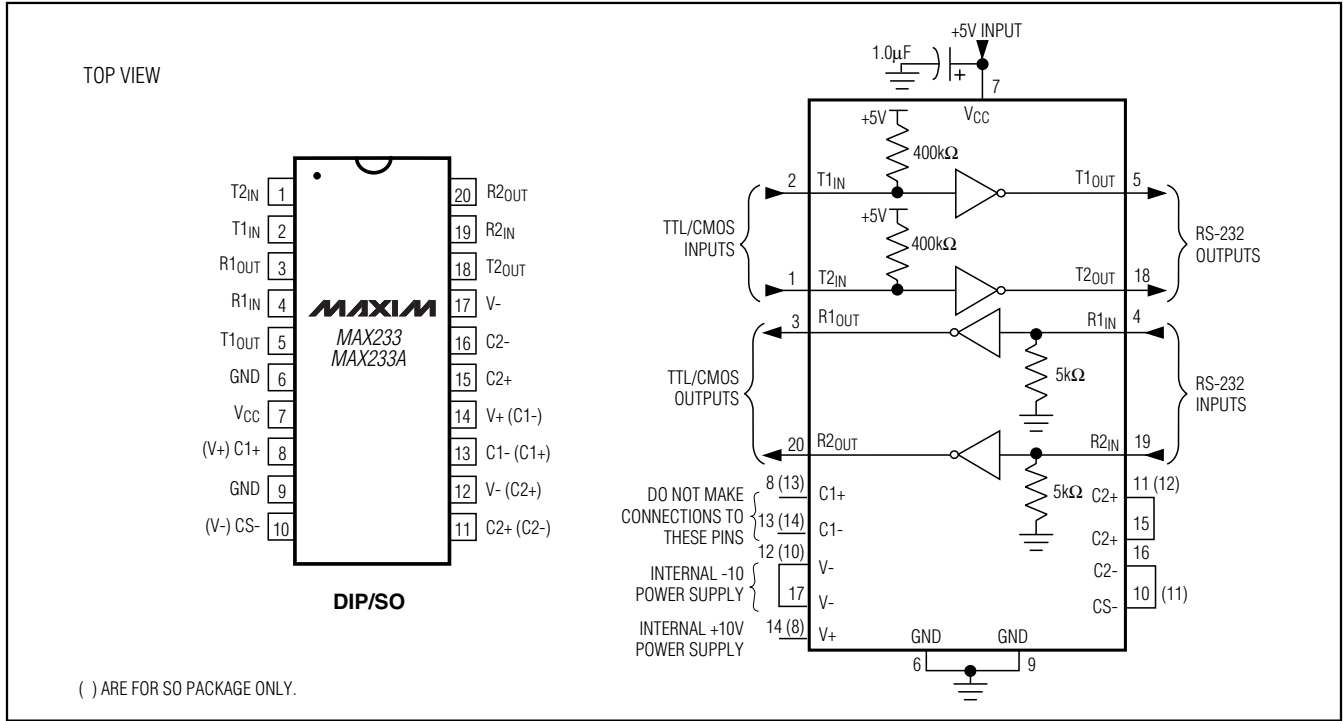 TOP VIEW
T2IN 1
T1IN 2
R1OUT 3
R1IN 4
T1OUT 5
GND 6
VCC 7
(V+) C1+ 8
GND 9
(V-) CS- 10
20 R2OUT
19 R2IN
18 T2OUT
17 V-
16 C2-
15 C2+
14 V+ (C1-)
13 C1- (C1+)
12 V- (C2+)
11 C2+ (C2-)
MAXIM
MAX233
MAX233A
DIP/SO
( ) ARE FOR SO PACKAGE ONLY.
+5V INPUT
1.0μF
+
7
VCC
+5V
400kΩ
2 T1IN
T1OUT 5
+5V
400kΩ
TTL/CMOS
INPUTS
RS-232
OUTPUTS
1 T2IN
T2OUT 18
3 R1OUT
R1IN 4
5kΩ
TTL/CMOS
OUTPUTS
RS-232
INPUTS
20 R2OUT
R2IN 19
5kΩ
DO NOT MAKE
CONNECTIONS TO
THESE PINS
8 (13) C1+
13 (14) C1-
INTERNAL -10
POWER SUPPLY
12 (10) V-
17 V-
INTERNAL +10V
POWER SUPPLY
14 (8) V+
C2+ 11 (12)
C2+ 15
C2- 16
CS- 10 (11)
GND GND
6 9